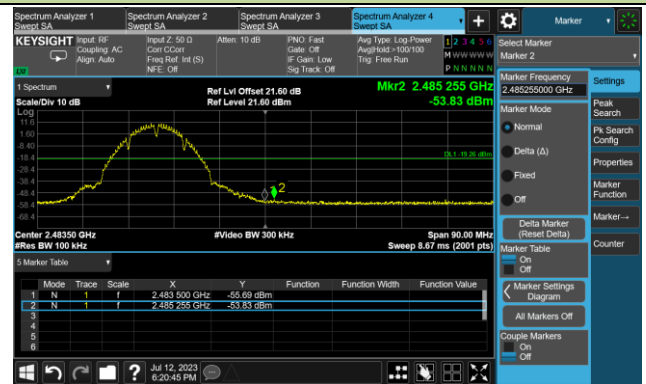 Spectrum Analyzer 1
Swept SA
Spectrum Analyzer 2
Swept SA
Spectrum Analyzer 3
Swept SA
Spectrum Analyzer 4
Swept SA
+
Marker
KEYSIGHT
Input: RF
Coupling: AC
Align: Auto
Input Z: 50 Ω
Corr CCorr
Freq Ref: Int (S)
NFE: Off
Atten: 10 dB
PNO: Fast
Gate: Off
IF Gain: Low
Sig Track: Off
Avg Type: Log-Power
Avg|Hold:>100/100
Trig: Free Run
1 2 3 4 5 6
M W W W W W
P N N N N N
Select Marker
Marker 2
1 Spectrum
Scale/Div 10 dB
Log
Ref Lvl Offset 21.60 dB
Ref Level 21.60 dBm
Mkr2 2.485 255 GHz
-53.83 dBm
11.6
1.60
-8.40
-18.4
-28.4
-38.4
-48.4
-58.4
-68.4
DL1 -19.26 dBm
2
Center 2.48350 GHz
#Res BW 100 kHz
#Video BW 300 kHz
Span 90.00 MHz
Sweep 8.67 ms (2001 pts)
5 Marker Table
Mode Trace Scale X Y Function Function Width Function Value
1 N 1 f 2.483 500 GHz -55.69 dBm
2 N 1 f 2.485 255 GHz -53.83 dBm
3
4
5
6
Marker Frequency
2.485255000 GHz
Marker Mode
Normal
Delta (Δ)
Fixed
Off
Delta Marker
(Reset Delta)
Marker Table
On
Off
Marker Settings
Diagram
All Markers Off
Couple Markers
On
Off
Settings
Peak
Search
Pk Search
Config
Properties
Marker
Function
Marker→
Counter
?
Jul 12, 2023
6:20:45 PM